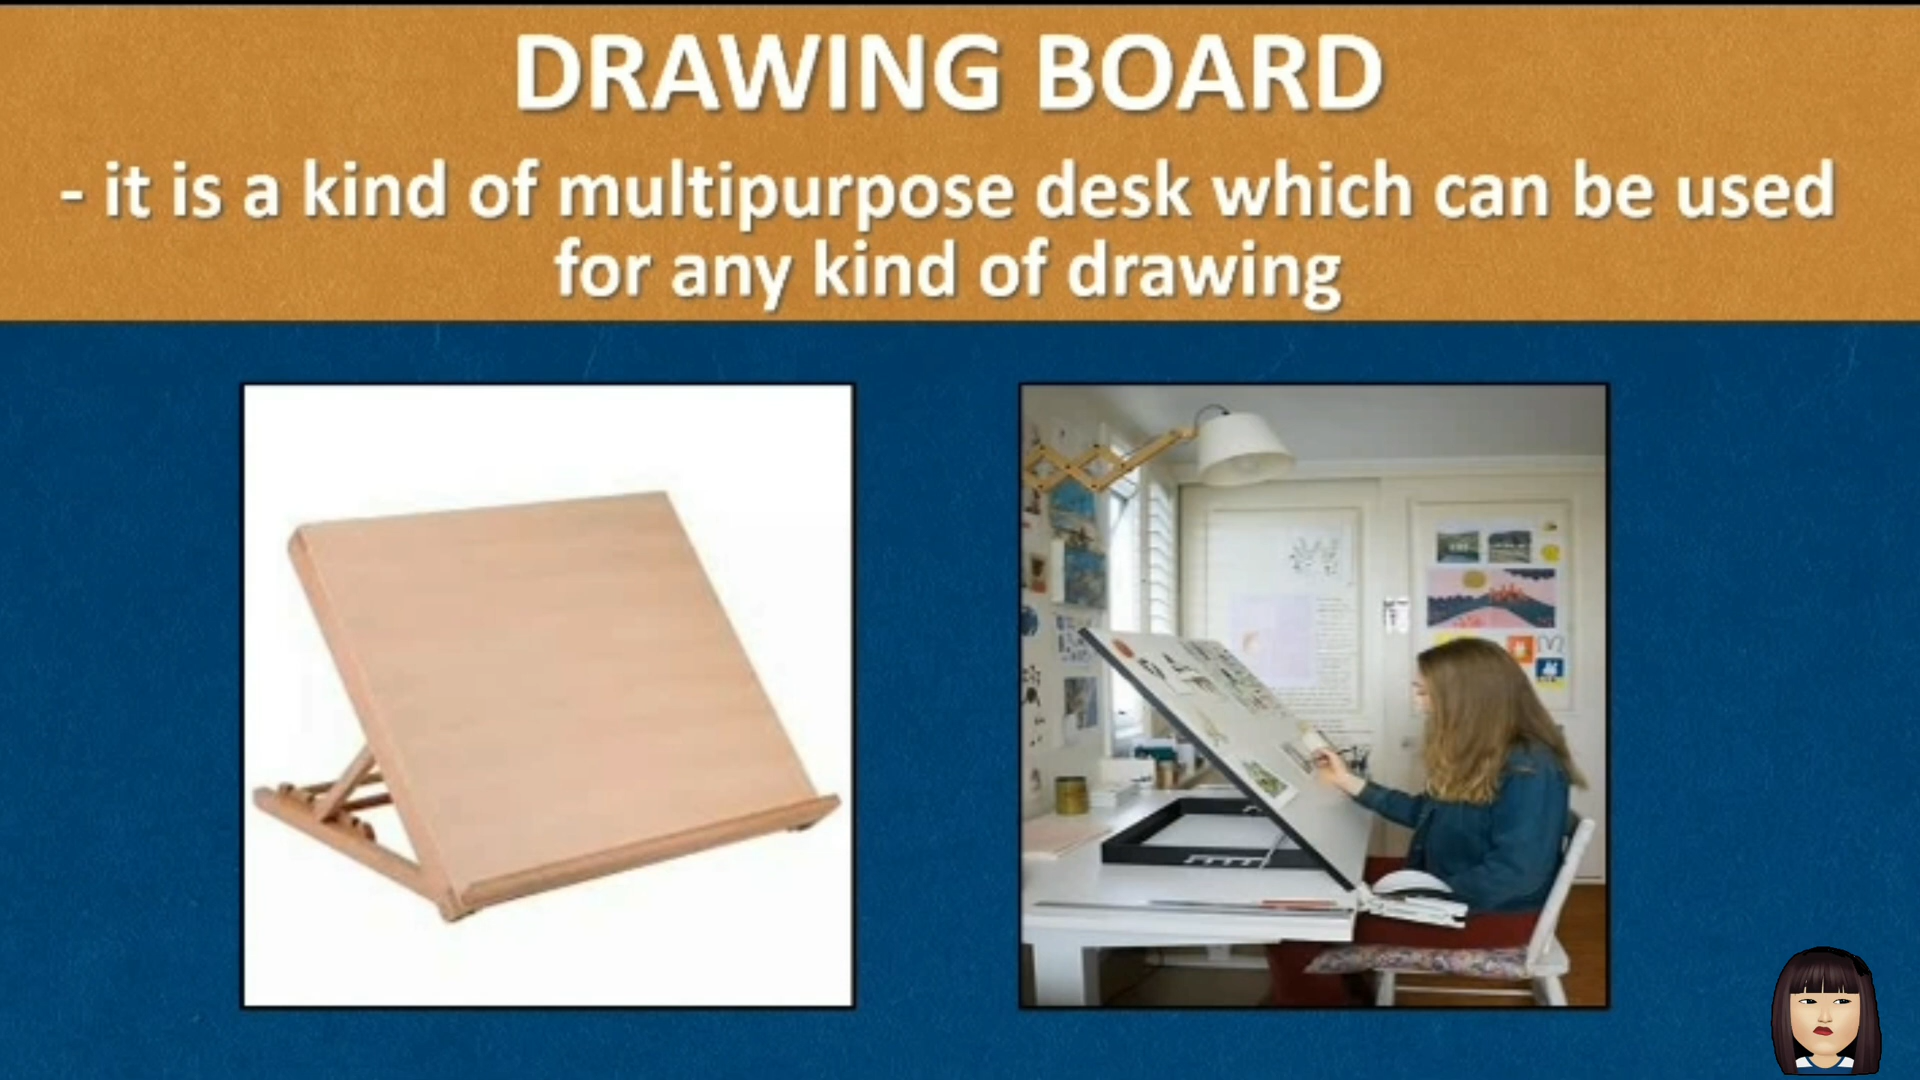 DRAWING BOARD
- it is a kind of multipurpose desk which can be used
for any kind of drawing